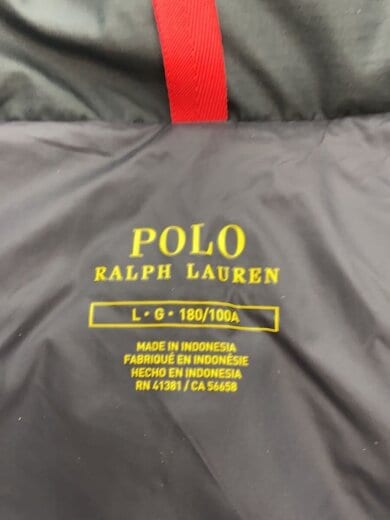 POLO
RALPH LAUREN
L • G • 180/100A
MADE IN INDONESIA
FABRIQUÉ EN INDONÉSIE
HECHO EN INDONESIA
RN 41381 / CA 56658